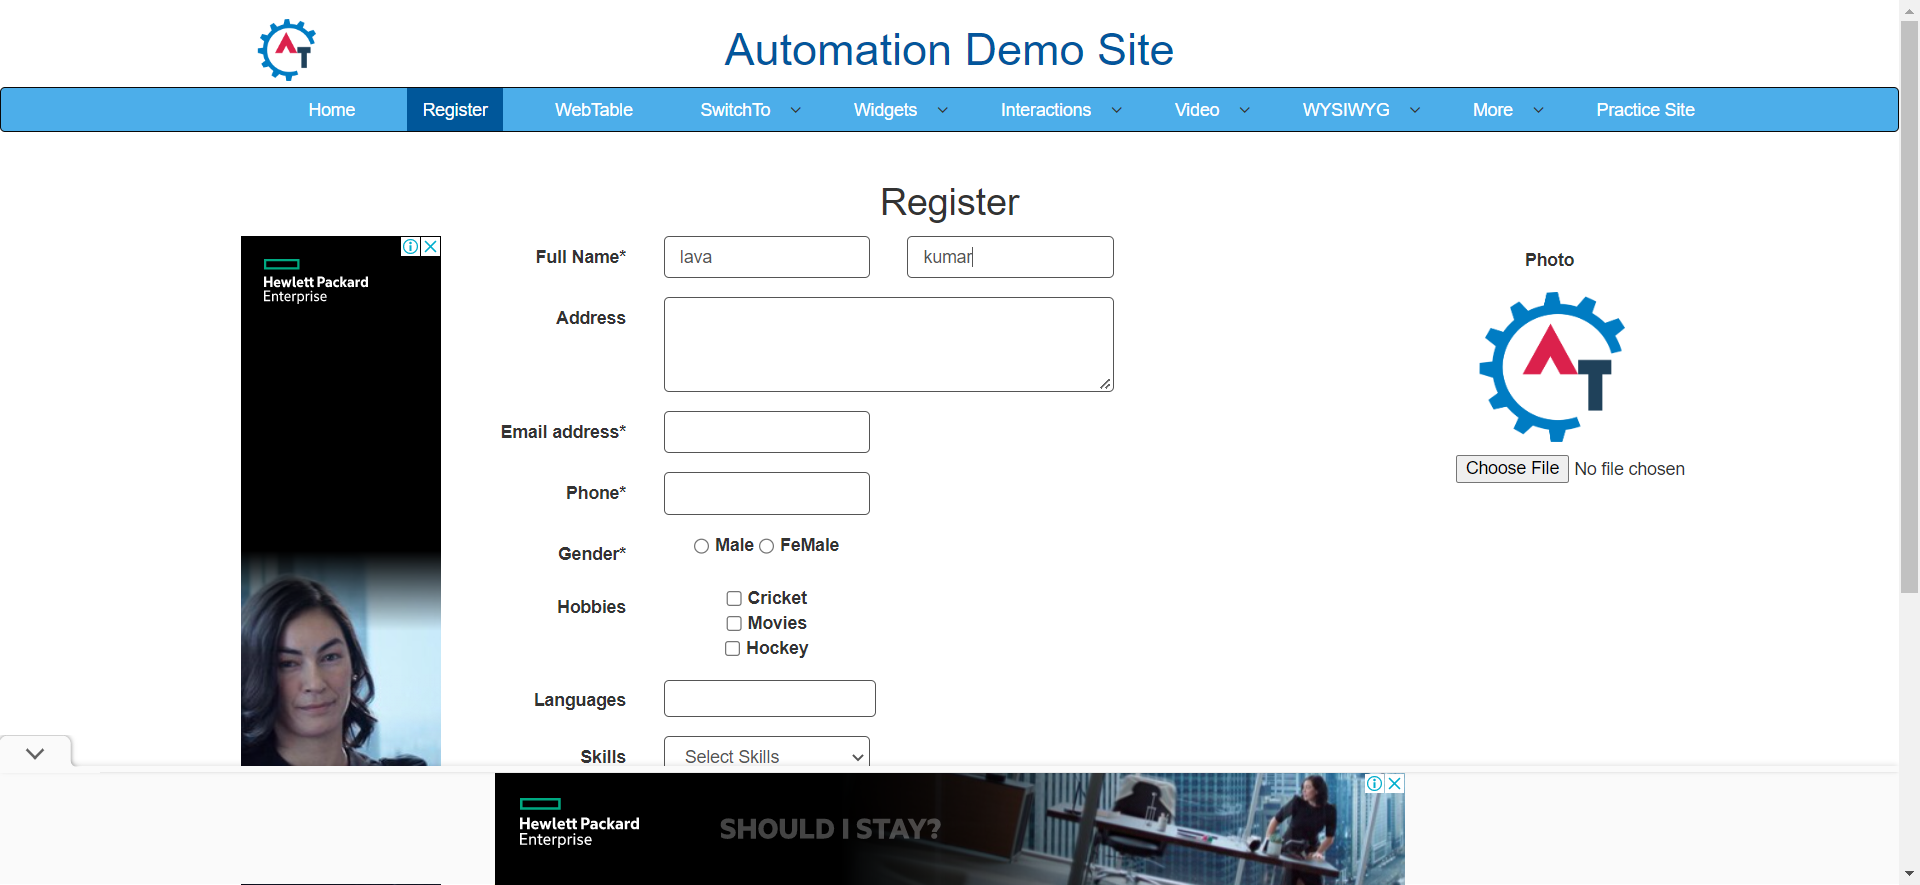 AT
Automation Demo Site
Home Register WebTable SwitchTo Widgets Interactions Video WYSIWYG More Practice Site
Register
Hewlett Packard
Enterprise
Full Name* lava kumar
Photo
Address
AT
Email address*
Choose File No file chosen
Phone*
Gender* Male FeMale
Hobbies
Cricket
Movies
Hockey
Languages
Skills Select Skills
Hewlett Packard
Enterprise
SHOULD I STAY?